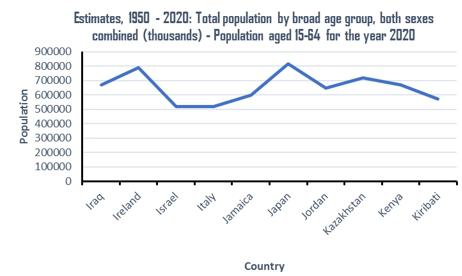 Estimates, 1950 - 2020: Total population by broad age group, both sexes
combined (thousands) - Population aged 15-64 for the year 2020
900000
800000
700000
600000
500000
400000
300000
200000
100000
0
Population
Iraq
Ireland
Israel
Italy
Jamaica
Japan
Jordan
Kazakhstan
Kenya
Kiribati
Country